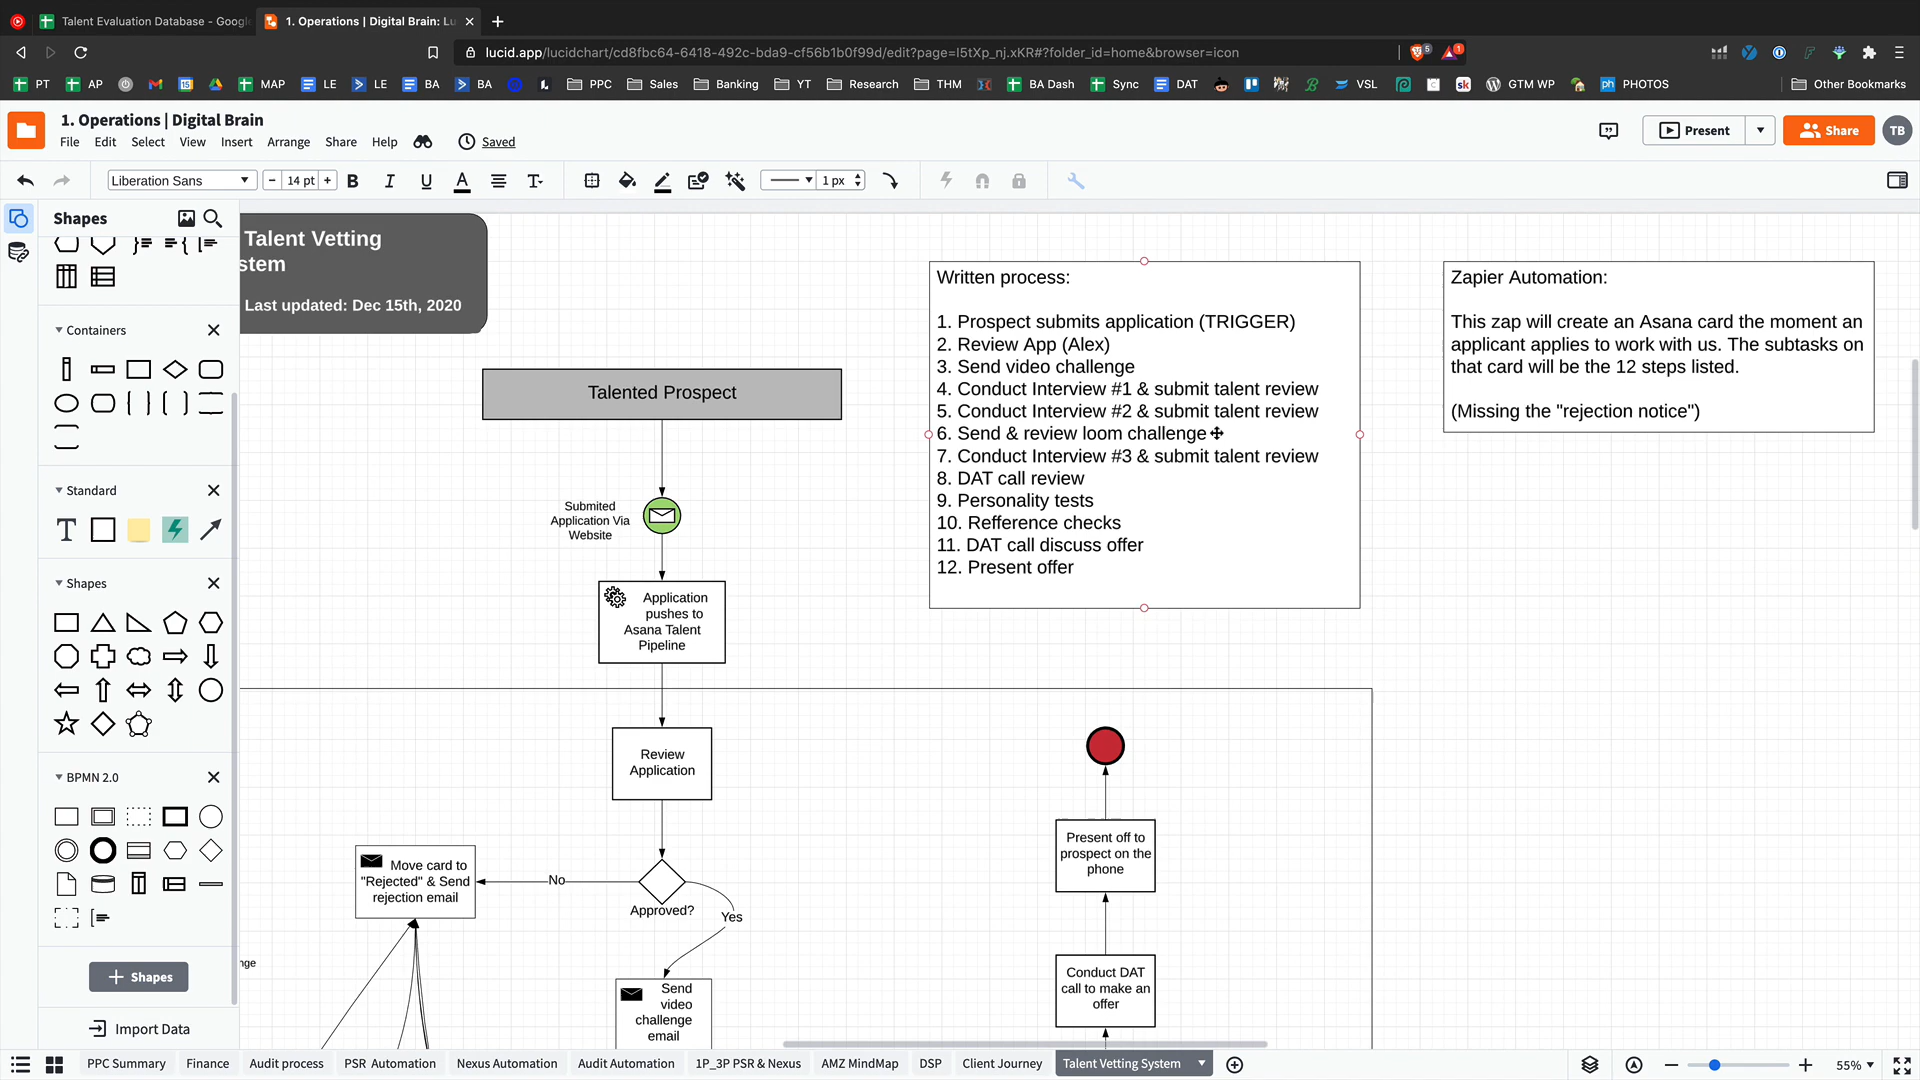 Talent Evaluation Database - Google
1. Operations | Digital Brain: Lu
lucid.app/lucidchart/cd8fbc64-6418-492c-bda9-cf56b1b0f99d/edit?page=I5tXp_nj.xKR#?folder_id=home&browser=icon
5
1
PT
AP
MAP
LE
LE
BA
BA
PPC
Sales
Banking
YT
Research
THM
BA Dash
Sync
DAT
VSL
GTM WP
PHOTOS
Other Bookmarks
1. Operations | Digital Brain
File Edit Select View Insert Arrange Share Help
Saved
Present
Share
TB
Liberation Sans
14 pt
1 px
Shapes
Containers
Standard
Shapes
BPMN 2.0
Shapes
Import Data
Talent Vetting
stem
Last updated: Dec 15th, 2020
Talented Prospect
Submited
Application Via
Website
Application
pushes to
Asana Talent
Pipeline
Review
Application
Move card to
"Rejected" & Send
rejection email
No
Approved?
Yes
nge
Send
video
challenge
email
Written process:
1. Prospect submits application (TRIGGER)
2. Review App (Alex)
3. Send video challenge
4. Conduct Interview #1 & submit talent review
5. Conduct Interview #2 & submit talent review
6. Send & review loom challenge
7. Conduct Interview #3 & submit talent review
8. DAT call review
9. Personality tests
10. Refference checks
11. DAT call discuss offer
12. Present offer
Zapier Automation:
This zap will create an Asana card the moment an
applicant applies to work with us. The subtasks on
that card will be the 12 steps listed.
(Missing the "rejection notice")
Present off to
prospect on the
phone
Conduct DAT
call to make an
offer
PPC Summary
Finance
Audit process
PSR Automation
Nexus Automation
Audit Automation
1P_3P PSR & Nexus
AMZ MindMap
DSP
Client Journey
Talent Vetting System
55%